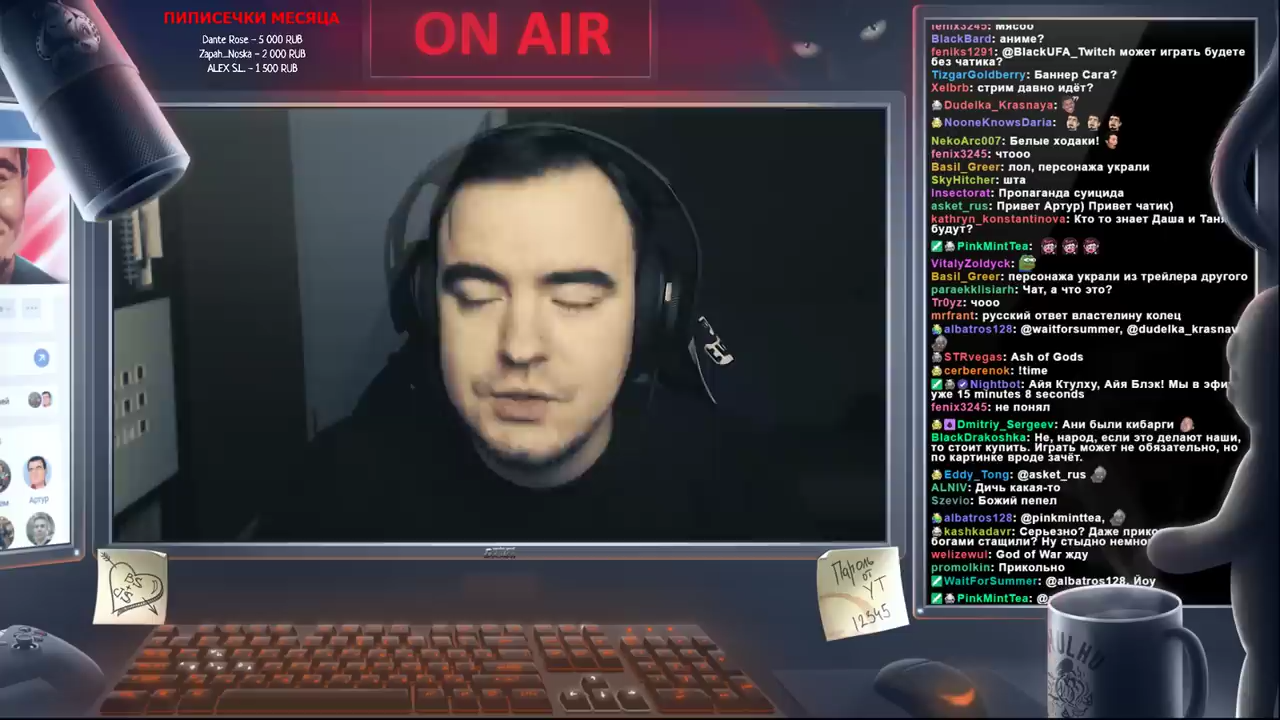 ПИПИСЕЧКИ МЕСЯЦА
Dante Rose – 5 000 RUB
Zapah_Noska – 2 000 RUB
ALEX S.L. – 1 500 RUB
ON AIR
Артур
Пароль
от
YT
12345
fenix3245: мясоо
BlackBard: аниме?
feniks1291: @BlackUFA_Twitch может играть будете
без чатика?
TizgarGoldberry: Баннер Сага?
Xelbrb: стрим давно идёт?
Dudelka_Krasnaya:
NooneKnowsDaria:
NekoArc007: Белые ходаки!
fenix3245: чтооо
Basil_Greer: лол, персонажа украли
SkyHitcher: шта
Insectorat: Пропаганда суицида
asket_rus: Привет Артур) Привет чатик)
kathryn_konstantinova: Кто то знает Даша и Таня
будут?
PinkMintTea:
VitalyZoldyck:
Basil_Greer: персонажа украли из трейлера другого
paraekklisiarh: Чат, а что это?
Tr0yz: чооо
mrfrant: русский ответ властелину колец
albatros128: @waitforsummer, @dudelka_krasnay
STRvegas: Ash of Gods
cerberenok: !time
Nightbot: Айя Ктулху, Айя Блэк! Мы в эфи
уже 15 minutes 8 seconds
fenix3245: не понял
Dmitriy_Sergeev: Ани были кибарги
BlackDrakoshka: Не, народ, если это делают наши,
то стоит купить. Играть может не обязательно, но
по картинке вроде зачёт.
Eddy_Tong: @asket_rus
ALNIV: Дичь какая-то
Szevio: Божий пепел
albatros128: @pinkminttea,
kashkadavr: Серьезно? Даже прико
богами стащили? Ну стыдно немно
welizewul: God of War жду
promolkin: Прикольно
WaitForSummer: @albatros128, Йоу
PinkMintTea: